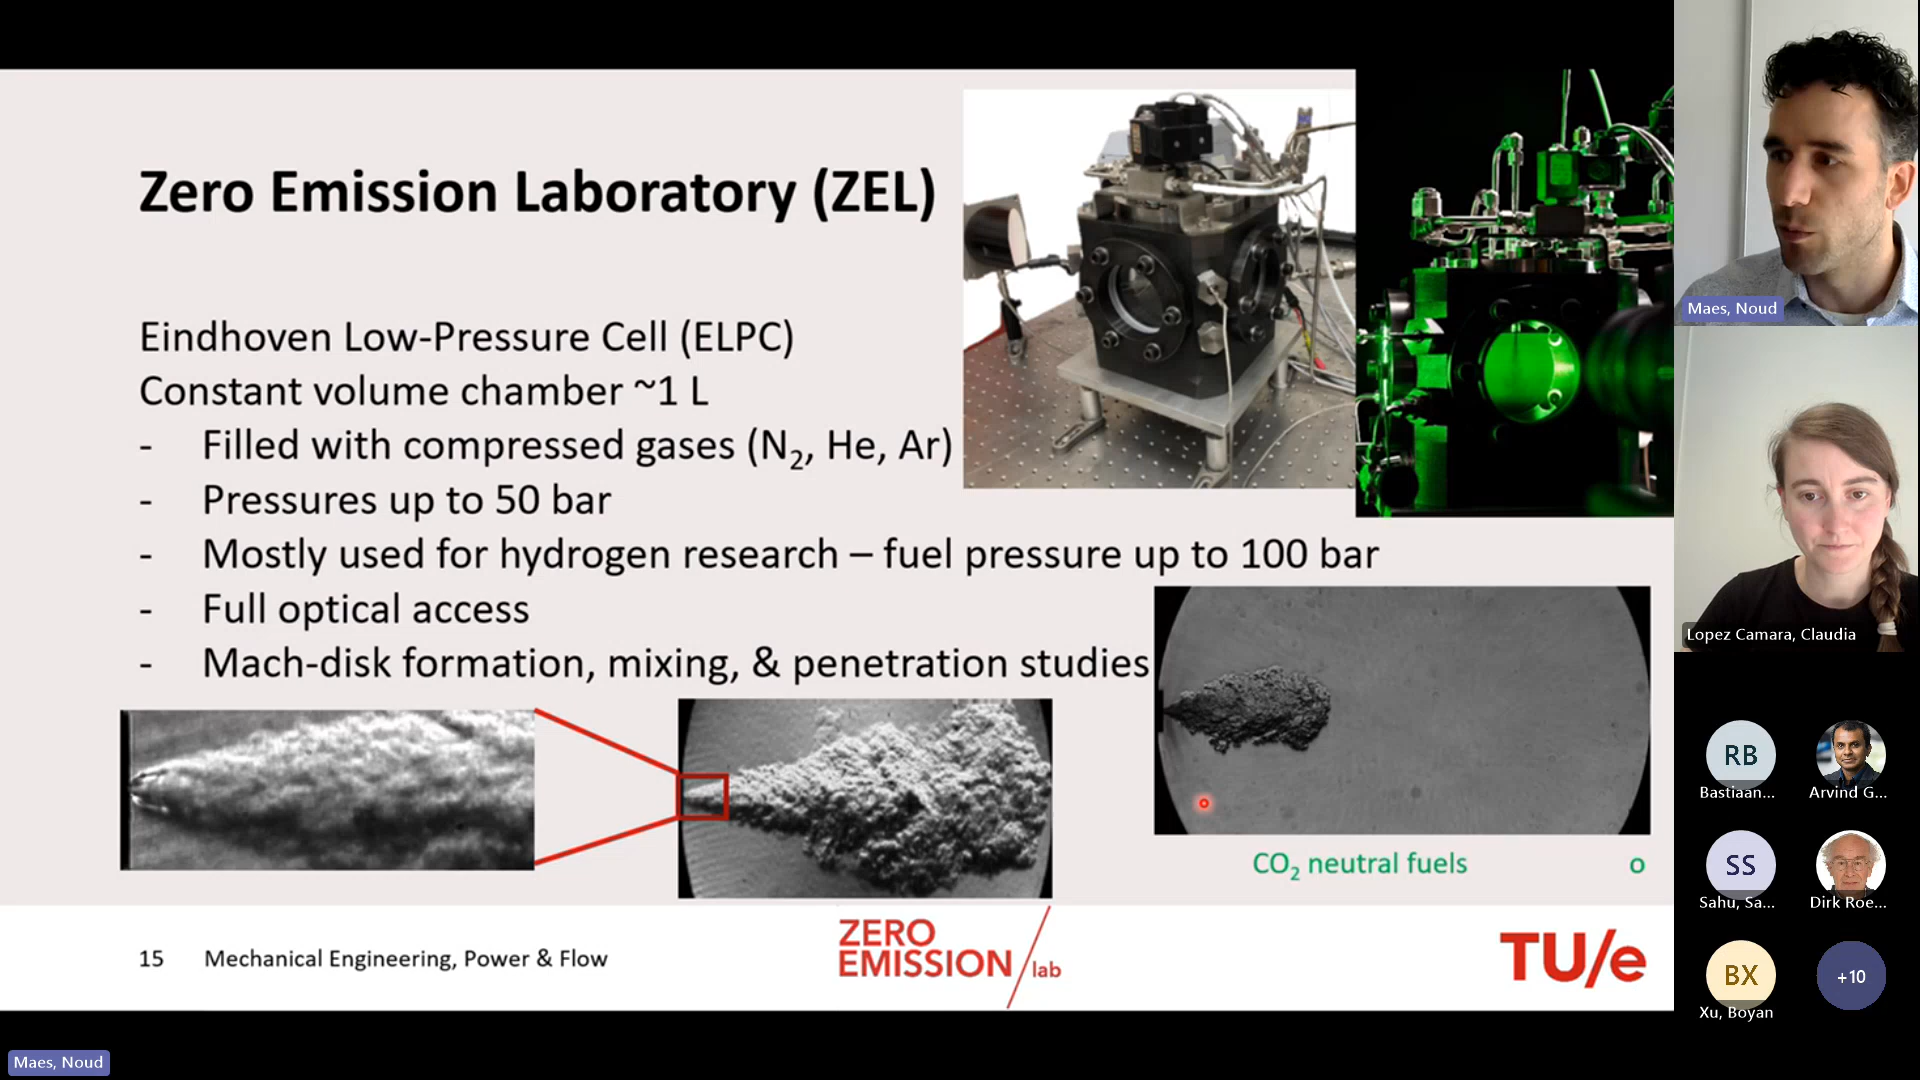 Zero Emission Laboratory (ZEL)
Eindhoven Low-Pressure Cell (ELPC)
Constant volume chamber ~1 L
- Filled with compressed gases (N₂, He, Ar)
- Pressures up to 50 bar
- Mostly used for hydrogen research – fuel pressure up to 100 bar
- Full optical access
- Mach-disk formation, mixing, & penetration studies
CO₂ neutral fuels
15 Mechanical Engineering, Power & Flow
ZERO
EMISSION
lab
TU/e
Maes, Noud
Maes, Noud
Lopez Camara, Claudia
RB
Bastiaan...
Arvind G...
SS
Sahu, Sa...
Dirk Roe...
BX
Xu, Boyan
+10